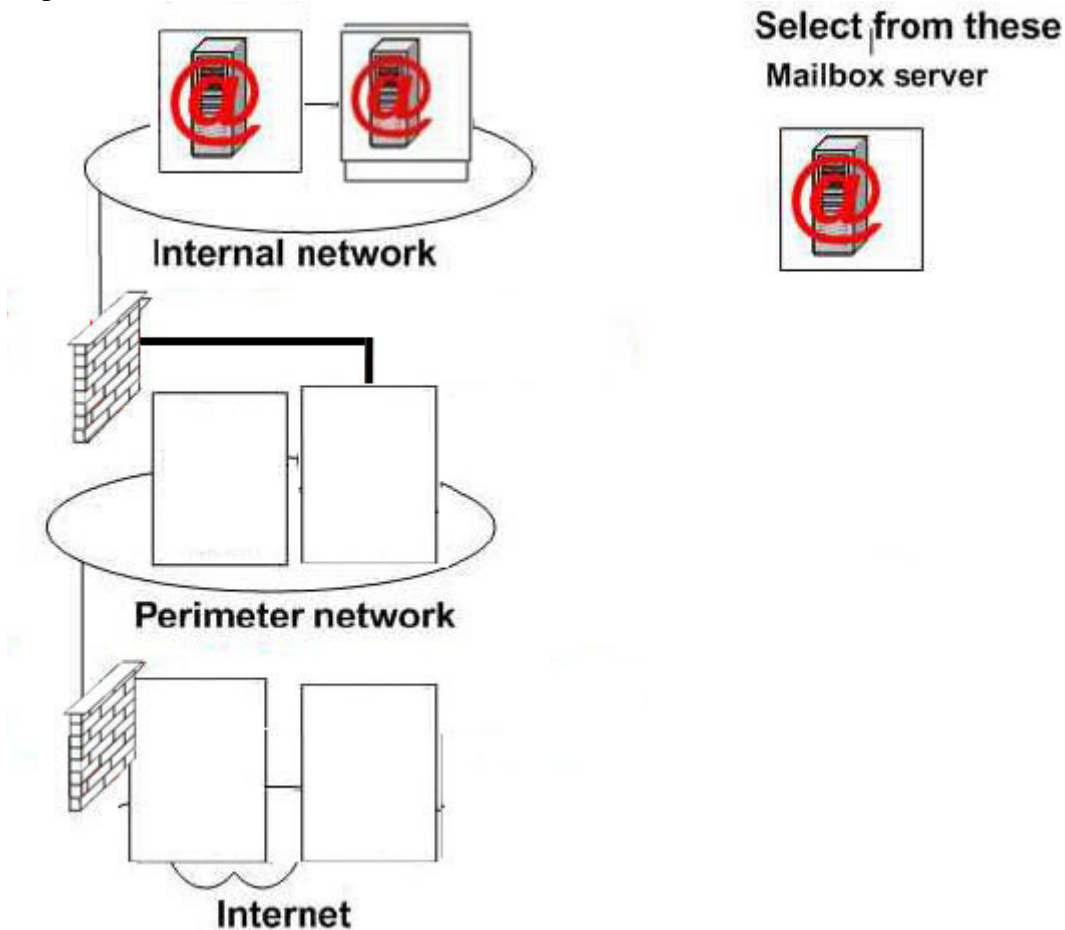 Select from these
Mailbox server
Internal network
Perimeter network
Internet